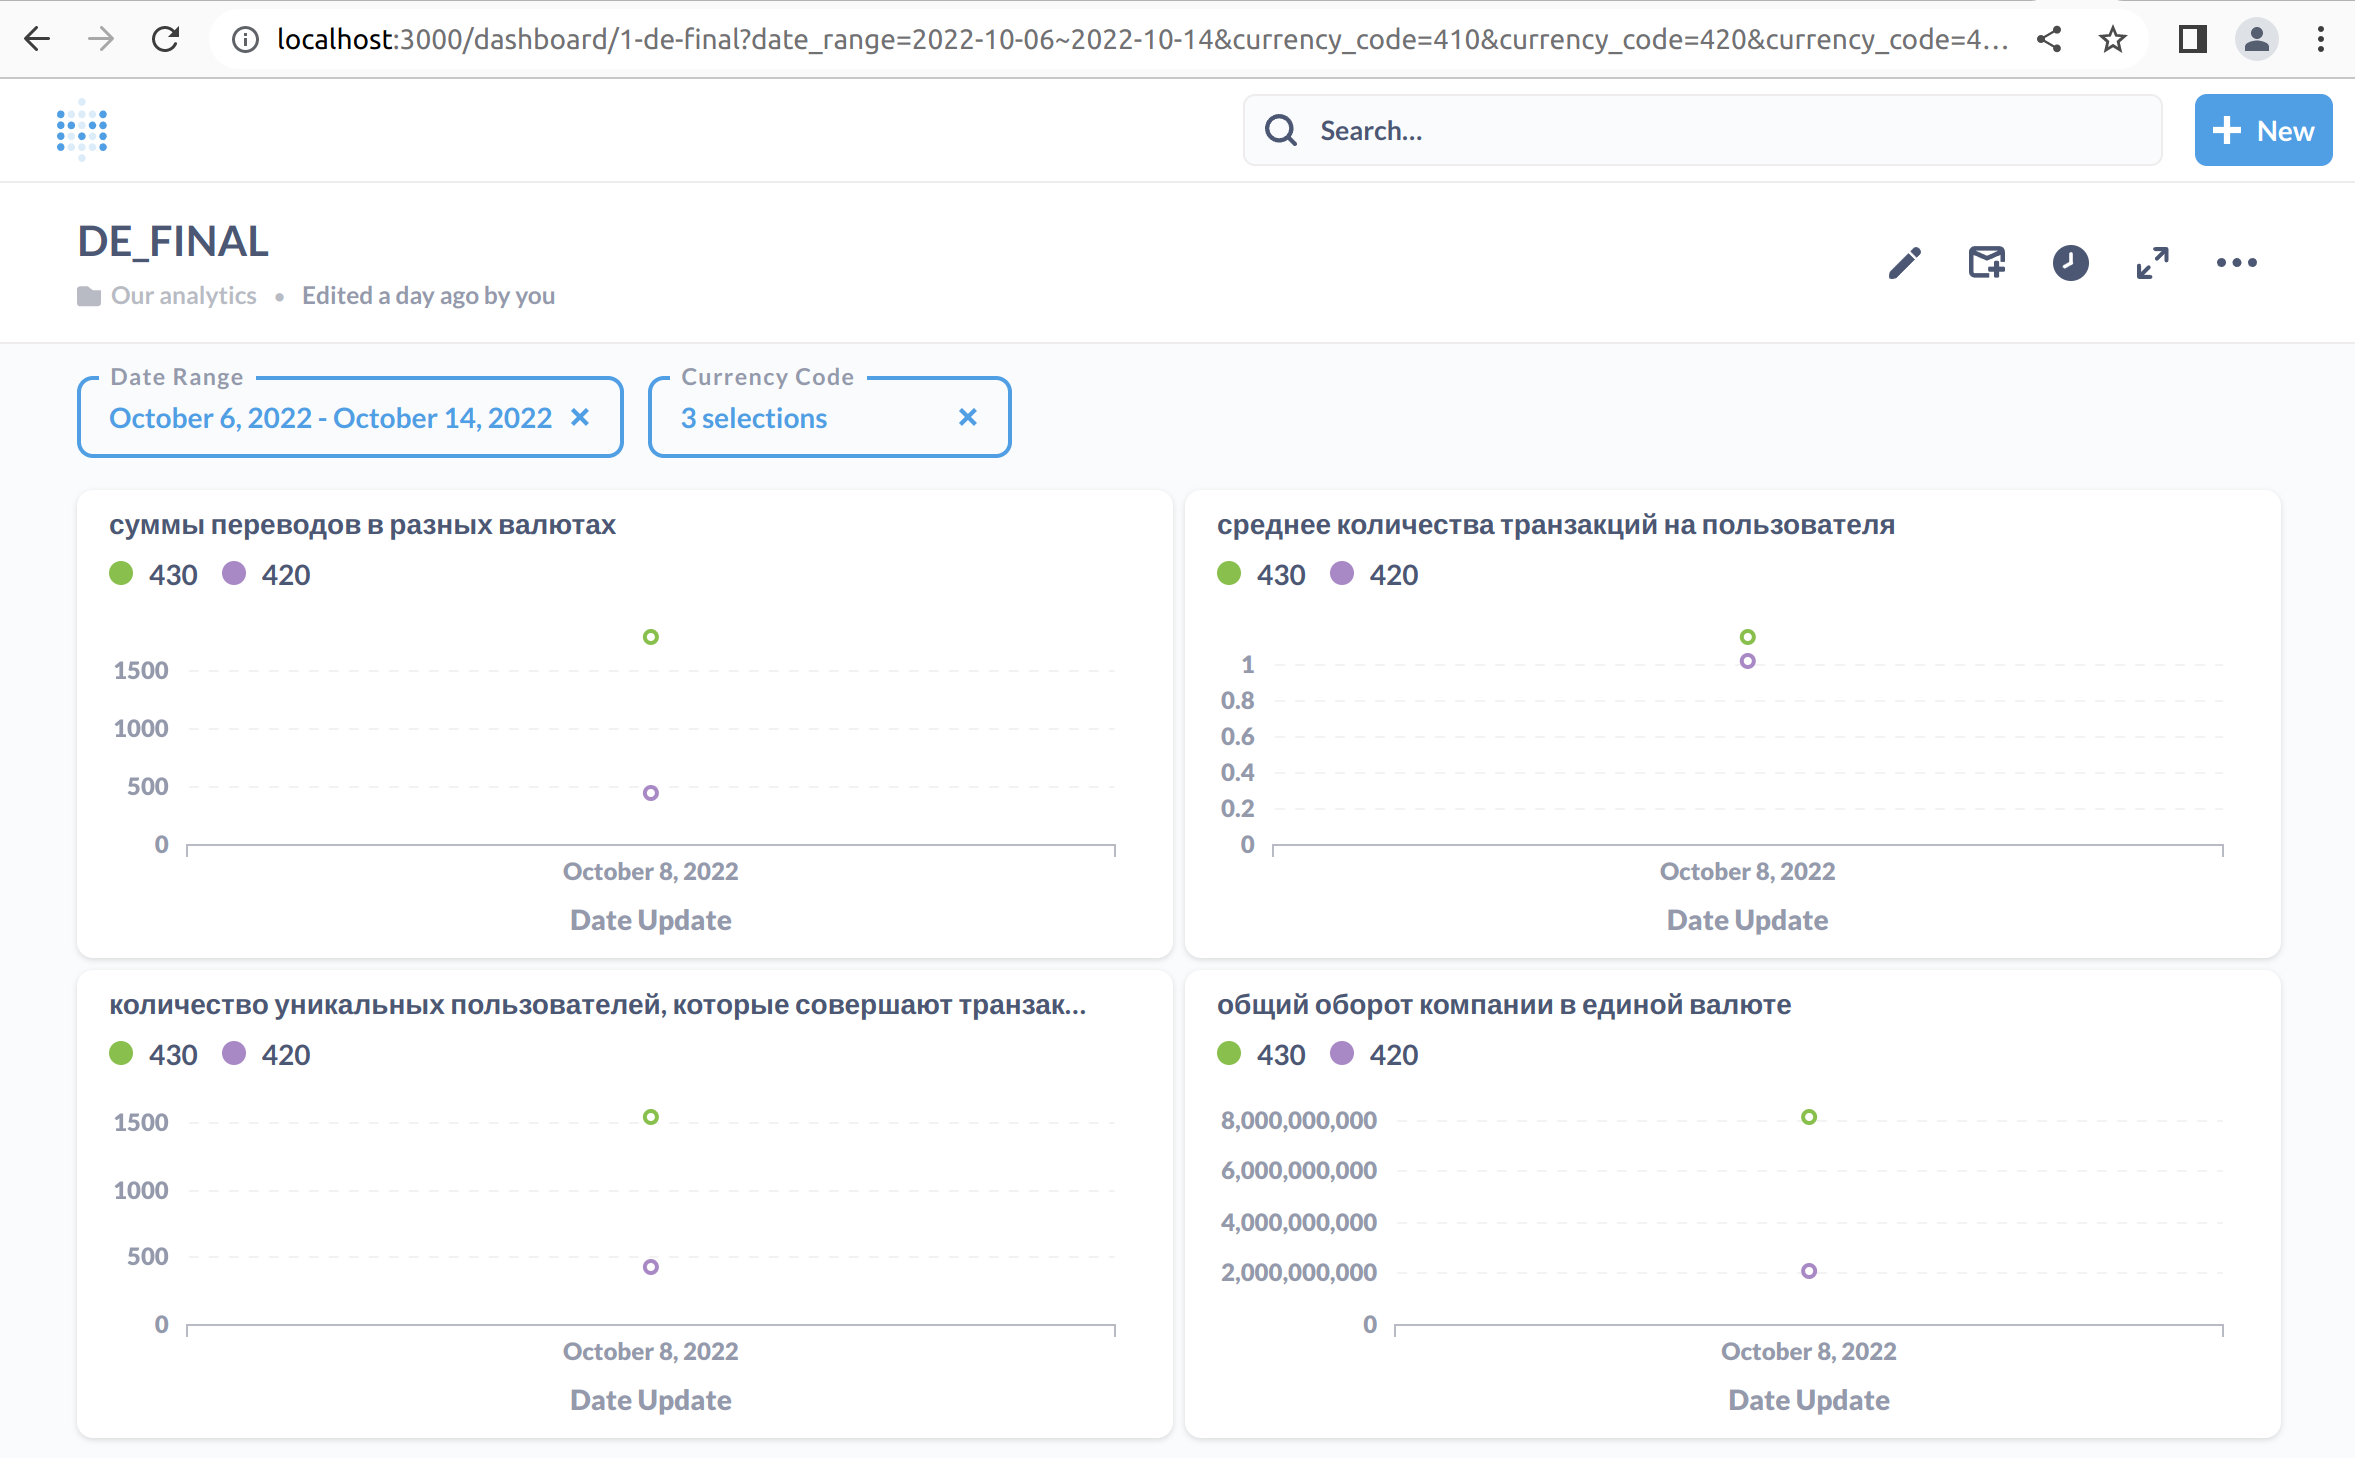 localhost:3000/dashboard/1-de-final?date_range=2022-10-06~2022-10-14&currency_code=410&currency_code=420&currency_code=4...
Search...
New
DE_FINAL
Our analytics • Edited a day ago by you
Date Range
October 6, 2022 - October 14, 2022
Currency Code
3 selections
суммы переводов в разных валютах
430 420
1500
1000
500
0
October 8, 2022
Date Update
среднее количества транзакций на пользователя
430 420
1
0.8
0.6
0.4
0.2
0
October 8, 2022
Date Update
количество уникальных пользователей, которые совершают транзак...
430 420
1500
1000
500
0
October 8, 2022
Date Update
общий оборот компании в единой валюте
430 420
8,000,000,000
6,000,000,000
4,000,000,000
2,000,000,000
0
October 8, 2022
Date Update